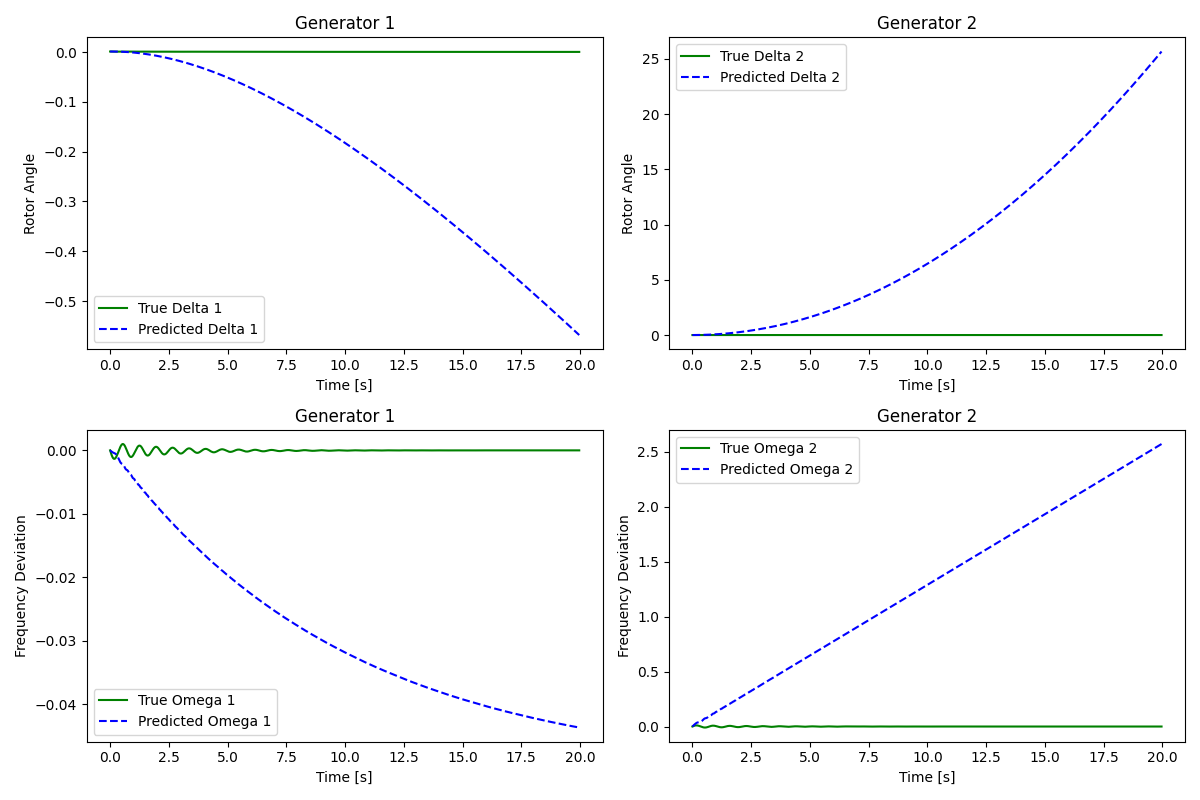 Generator 1
0.0
−0.1
−0.2
−0.3
−0.4
−0.5
Rotor Angle
True Delta 1
Predicted Delta 1
0.0 2.5 5.0 7.5 10.0 12.5 15.0 17.5 20.0
Time [s]
Generator 2
25
20
15
10
5
0
Rotor Angle
True Delta 2
Predicted Delta 2
0.0 2.5 5.0 7.5 10.0 12.5 15.0 17.5 20.0
Time [s]
Generator 1
0.00
−0.01
−0.02
−0.03
−0.04
Frequency Deviation
True Omega 1
Predicted Omega 1
0.0 2.5 5.0 7.5 10.0 12.5 15.0 17.5 20.0
Time [s]
Generator 2
2.5
2.0
1.5
1.0
0.5
0.0
Frequency Deviation
True Omega 2
Predicted Omega 2
0.0 2.5 5.0 7.5 10.0 12.5 15.0 17.5 20.0
Time [s]